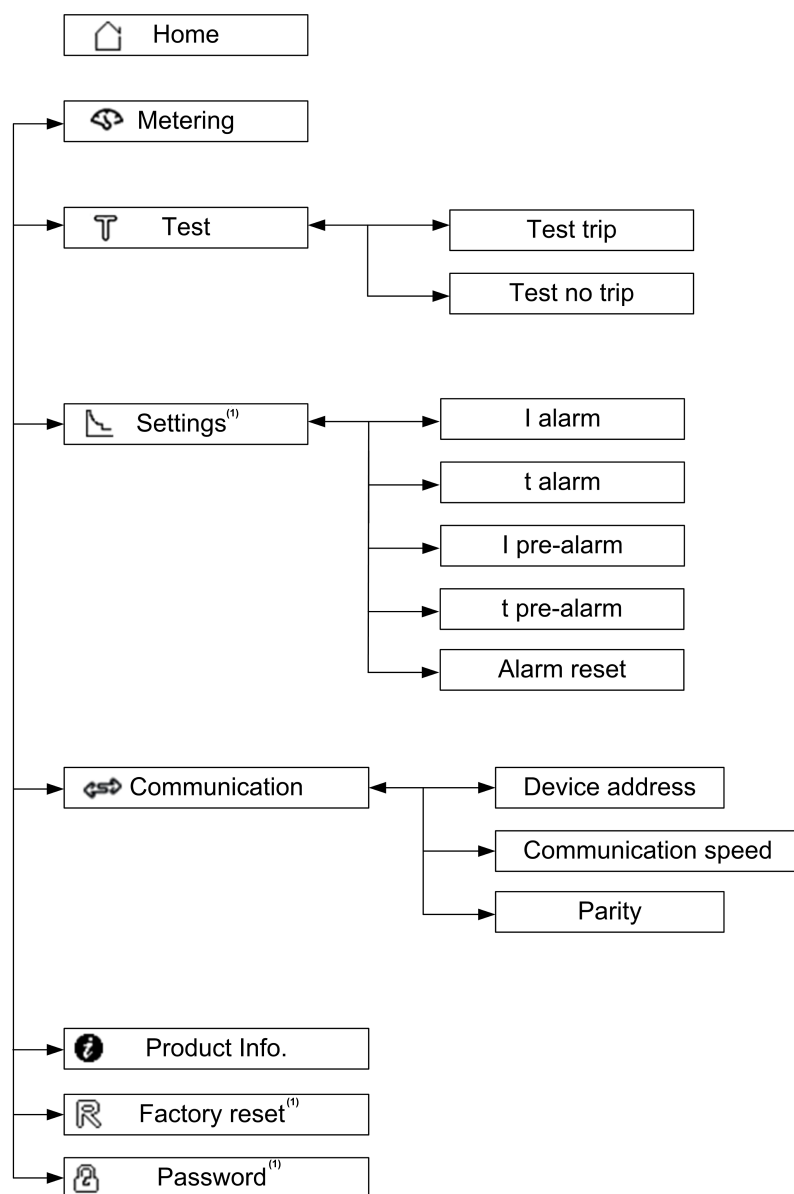 Home
Metering
Test
Test trip
Test no trip
Settings(1)
I alarm
t alarm
I pre-alarm
t pre-alarm
Alarm reset
Communication
Device address
Communication speed
Parity
Product Info.
Factory reset(1)
Password(1)